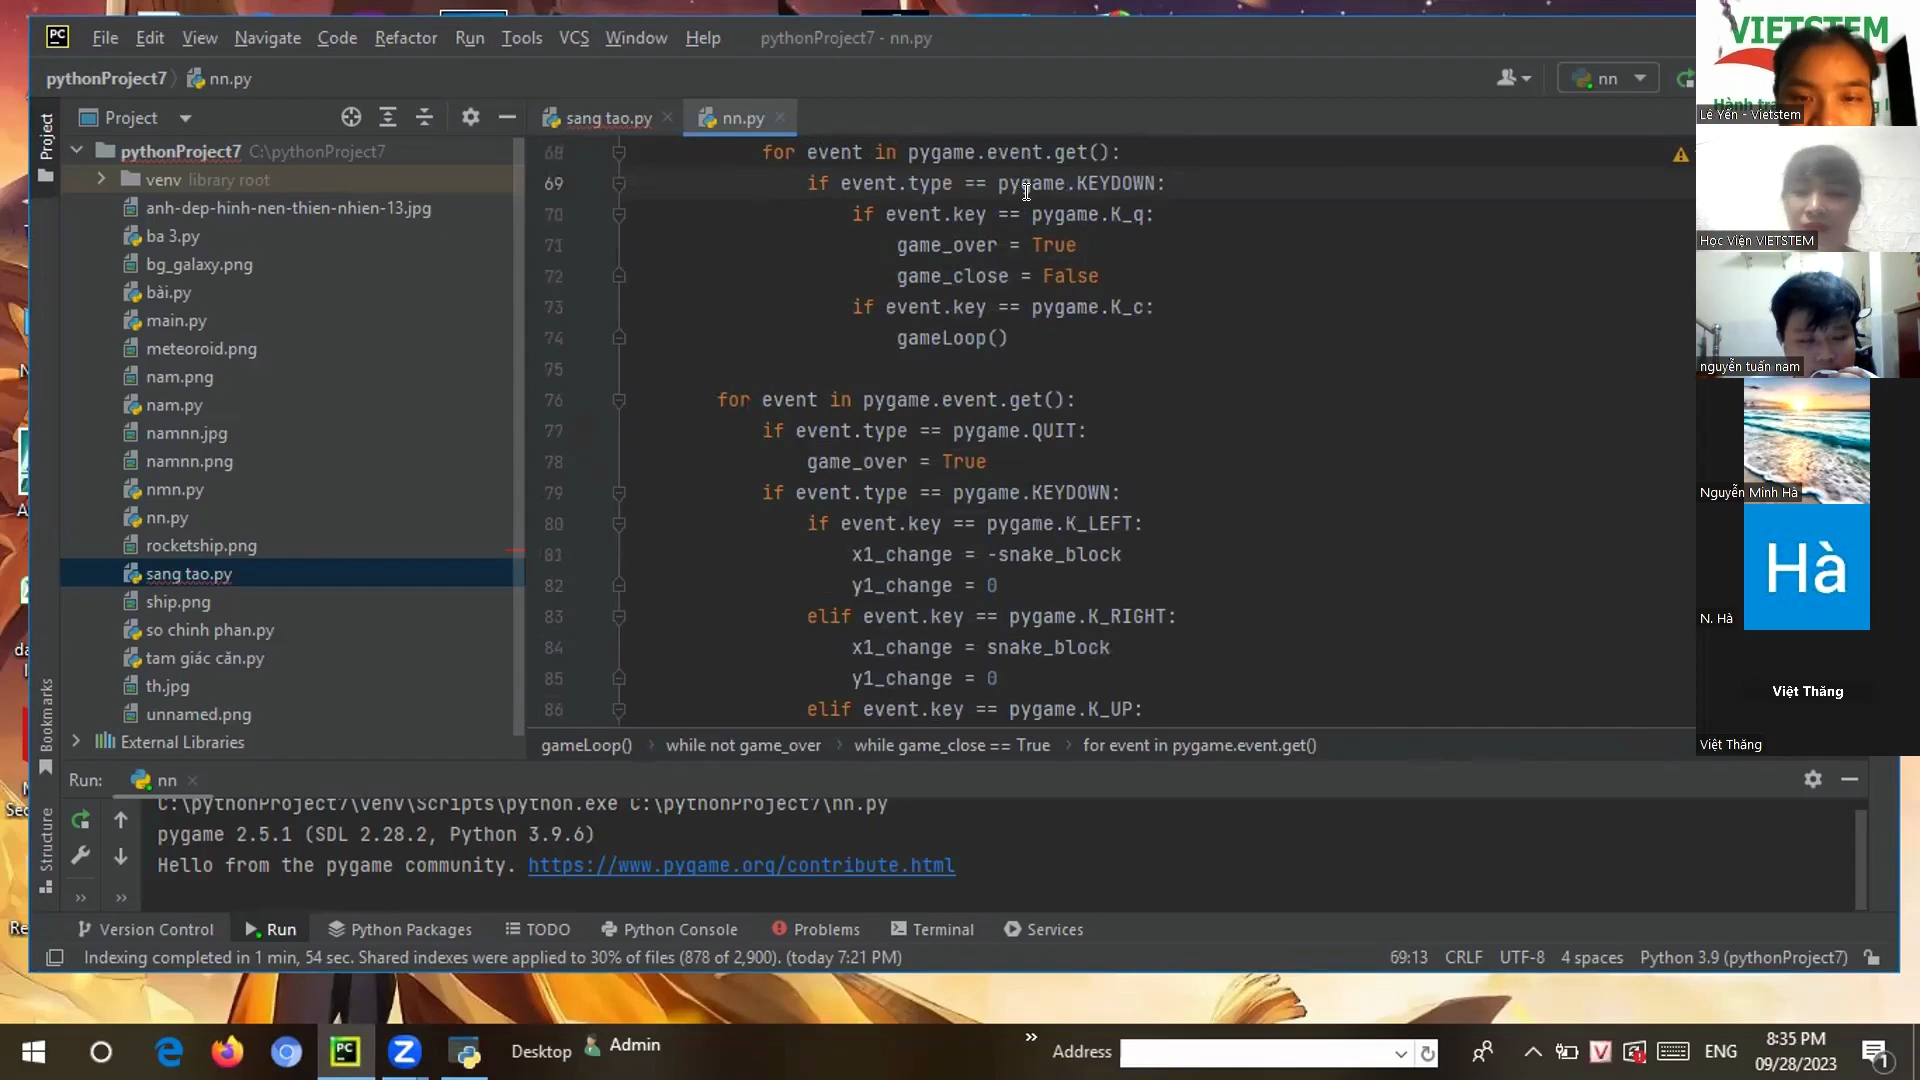 File Edit View Navigate Code Refactor Run Tools VCS Window Help pythonProject7 - nn.py
pythonProject7 nn.py nn
Project sang tao.py nn.py
pythonProject7 C:\pythonProject7
venv library root
anh-dep-hinh-nen-thien-nhien-13.jpg
ba 3.py
bg_galaxy.png
bài.py
main.py
meteoroid.png
nam.png
nam.py
namnn.jpg
namnn.png
nmn.py
nn.py
rocketship.png
sang tao.py
ship.png
so chinh phan.py
tam giác cân.py
th.jpg
unnamed.png
External Libraries
Project
Bookmarks
Structure
68 for event in pygame.event.get():
69 if event.type == pygame.KEYDOWN:
70 if event.key == pygame.K_q:
71 game_over = True
72 game_close = False
73 if event.key == pygame.K_c:
74 gameLoop()
75
76 for event in pygame.event.get():
77 if event.type == pygame.QUIT:
78 game_over = True
79 if event.type == pygame.KEYDOWN:
80 if event.key == pygame.K_LEFT:
81 x1_change = -snake_block
82 y1_change = 0
83 elif event.key == pygame.K_RIGHT:
84 x1_change = snake_block
85 y1_change = 0
86 elif event.key == pygame.K_UP:
gameLoop() while not game_over while game_close == True for event in pygame.event.get()
Run: nn
C:\pythonProject7\venv\Scripts\python.exe C:\pythonProject7\nn.py
pygame 2.5.1 (SDL 2.28.2, Python 3.9.6)
Hello from the pygame community. https://www.pygame.org/contribute.html
Version Control Run Python Packages TODO Python Console Problems Terminal Services
Indexing completed in 1 min, 54 sec. Shared indexes were applied to 30% of files (878 of 2,900). (today 7:21 PM) 69:13 CRLF UTF-8 4 spaces Python 3.9 (pythonProject7)
Desktop Admin Address ENG 8:35 PM
09/28/2023
1
VIETSTEM
Lê Yến - Vietstem
Học Viện VIETSTEM
nguyễn tuấn nam
Nguyễn Minh Hà
Hà
N. Hà
Việt Thăng
Việt Thăng